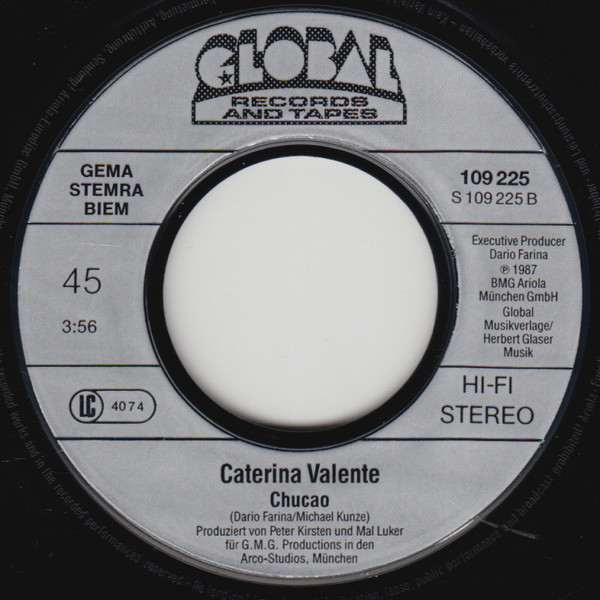 GLOBAL
RECORDS
AND TAPES
GEMA
STEMRA
BIEM
109 225
S 109 225 B
45
3:56
Executive Producer
Dario Farina
℗ 1987
BMG Ariola
München GmbH
Global
Musikverlage/
Herbert Glaser
Musik
LC 4074
HI-FI
STEREO
Caterina Valente
Chucao
(Dario Farina/Michael Kunze)
Produziert von Peter Kirsten und Mal Luker
für G.M.G. Productions in den
Arco-Studios, München